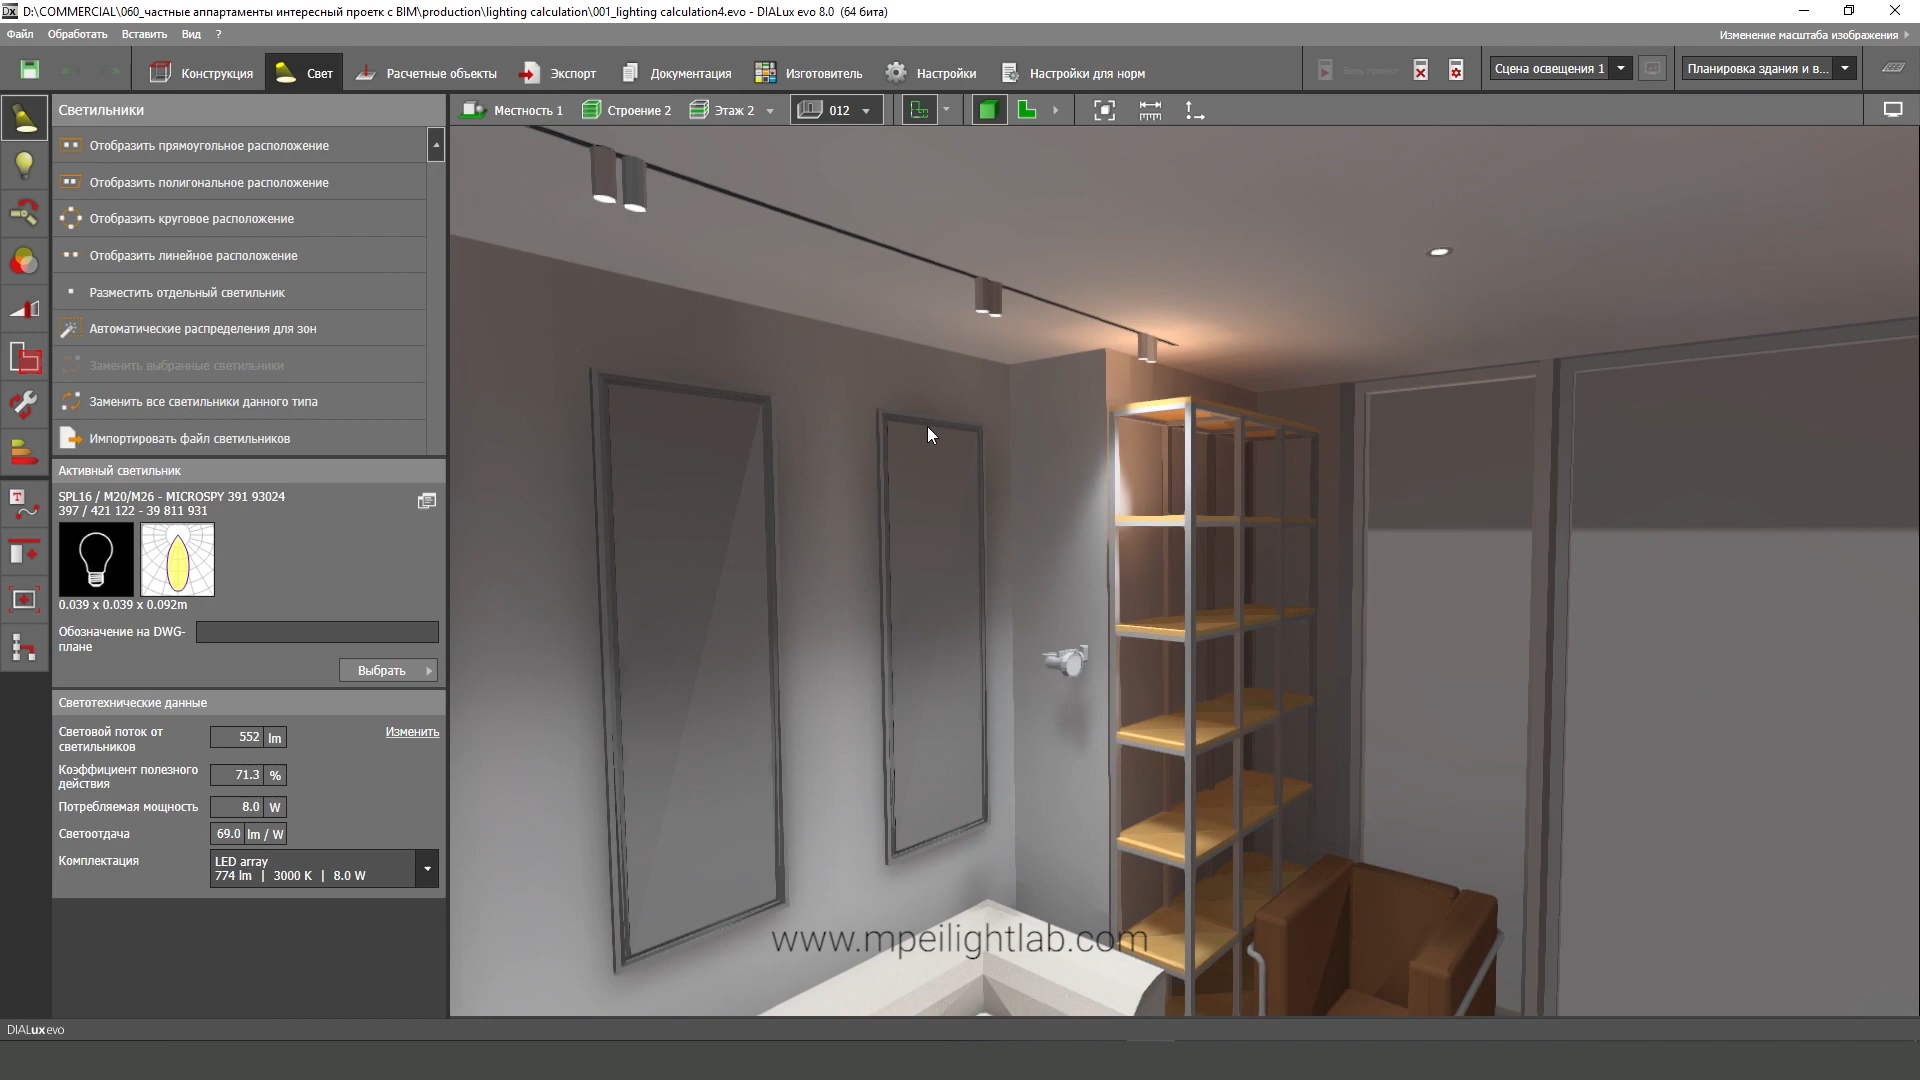 D:\COMMERCIAL\060_частные аппартаменты интересный проетк с BIM\production\lighting calculation\001_lighting calculation4.evo - DIALux evo 8.0 (64 бита)
Файл Обработать Вставить Вид ?
Изменение масштаба изображения
Конструкция Свет Расчетные объекты Экспорт Документация Изготовитель Настройки Настройки для норм
Весь проект
Сцена освещения 1
Планировка здания и в...
Светильники
Местность 1 Строение 2 Этаж 2 012
Отобразить прямоугольное расположение
Отобразить полигональное расположение
Отобразить круговое расположение
Отобразить линейное расположение
Разместить отдельный светильник
Автоматические распределения для зон
Заменить выбранные светильники
Заменить все светильники данного типа
Импортировать файл светильников
Активный светильник
SPL16 / M20/M26 - MICROSPY 391 93024
397 / 421 122 - 39 811 931
0.039 x 0.039 x 0.092m
Обозначение на DWG-
плане
Выбрать
Светотехнические данные
Световой поток от
светильников
552 lm
Изменить
Коэффициент полезного
действия
71.3 %
Потребляемая мощность 8.0 W
Светоотдача 69.0 lm / W
Комплектация
LED array
774 lm | 3000 K | 8.0 W
www.mpeilightlab.com
DIALux evo